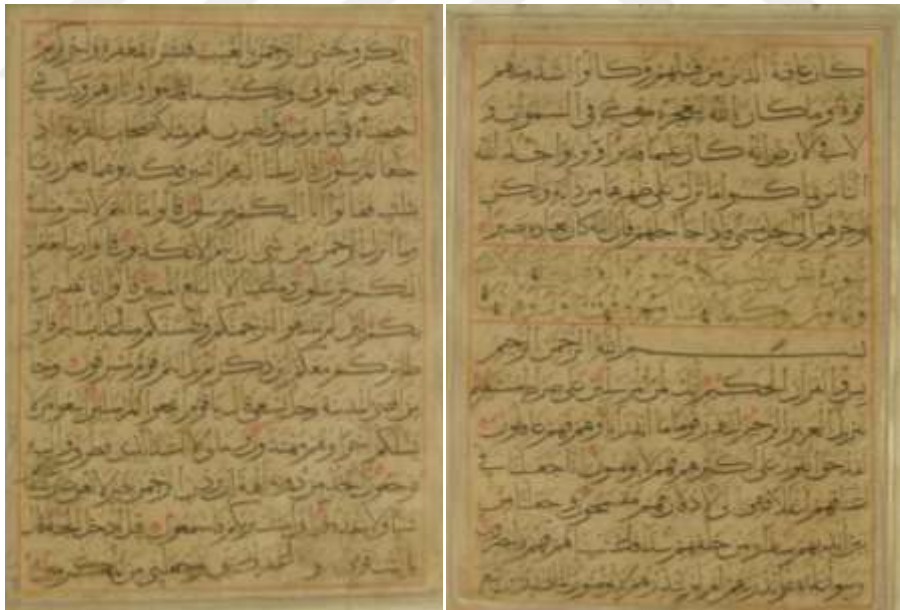 كان عاقبة الذين من قبلهم وكانوا اشد منهم
قوة وما كان الله ليعجزه من شيء في السموات و
لا في الارض انه كان عليما قديرا ولو يؤاخذ الله
الناس بما كسبوا ما ترك على ظهرها من دابة ولكن
يؤخرهم الى اجل مسمى فاذا جاء اجلهم فان الله كان بعباده بصيرا
سورة يس
بسم الله الرحمن الرحيم
يس والقران الحكيم انك لمن المرسلين على صراط مستقيم
تنزيل العزيز الرحيم لتنذر قوما ما انذر اباؤهم فهم غافلون
لقد حق القول على اكثرهم فهم لا يؤمنون انا جعلنا في
اعناقهم اغلالا فهي الى الاذقان فهم مقمحون وجعلنا من
بين ايديهم سدا ومن خلفهم سدا فاغشيناهم فهم لا يبصرون
وسواء عليهم ءانذرتهم ام لم تنذرهم لا يؤمنون انما تنذر من اتبع
الذكر وخشي الرحمن بالغيب فبشره بمغفرة واجر كريم
انا نحن نحيي الموتى ونكتب ما قدموا واثارهم وكل شيء
احصيناه في امام مبين واضرب لهم مثلا اصحاب القرية اذ
جاءها المرسلون اذ ارسلنا اليهم اثنين فكذبوهما فعززنا
بثالث فقالوا انا اليكم مرسلون قالوا ما انتم الا بشر مثلنا
وما انزل الرحمن من شيء ان انتم الا تكذبون قالوا ربنا يعلم انا
اليكم لمرسلون وما علينا الا البلاغ المبين قالوا انا تطيرنا
بكم لئن لم تنتهوا لنرجمنكم وليمسنكم منا عذاب اليم قالوا
طائركم معكم ائن ذكرتم بل انتم قوم مسرفون وجاء
من اقصى المدينة رجل يسعى قال يا قوم اتبعوا المرسلين اتبعوا من لا
يسئلكم اجرا وهم مهتدون وما لي لا اعبد الذي فطرني واليه
ترجعون ءاتخذ من دونه الهة ان يردن الرحمن بضر لا تغن عني شفاعتهم
شيئا ولا ينقذون اني اذا لفي ضلال مبين اني امنت بربكم فاسمعون قيل ادخل الجنة قال
يا ليت قومي يعلمون بما غفر لي ربي وجعلني من المكرمين